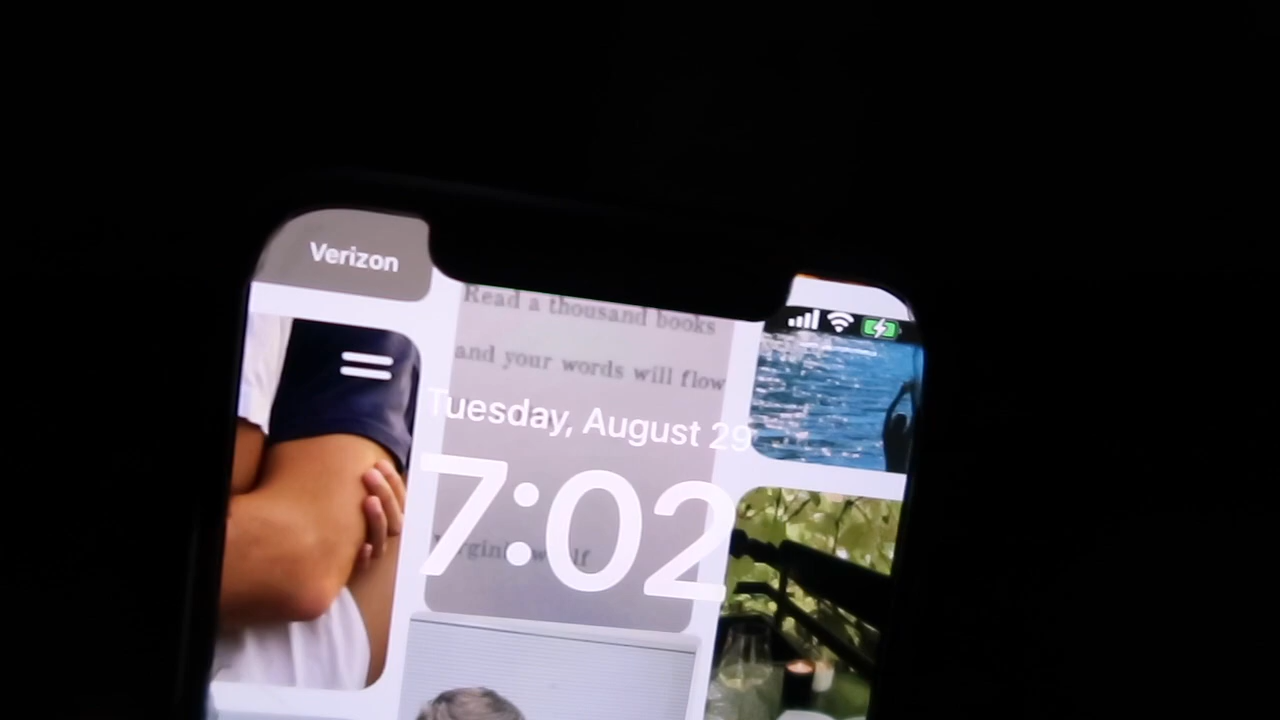 Verizon
Read a thousand books
and your words will flow
Tuesday, August 29
7:02